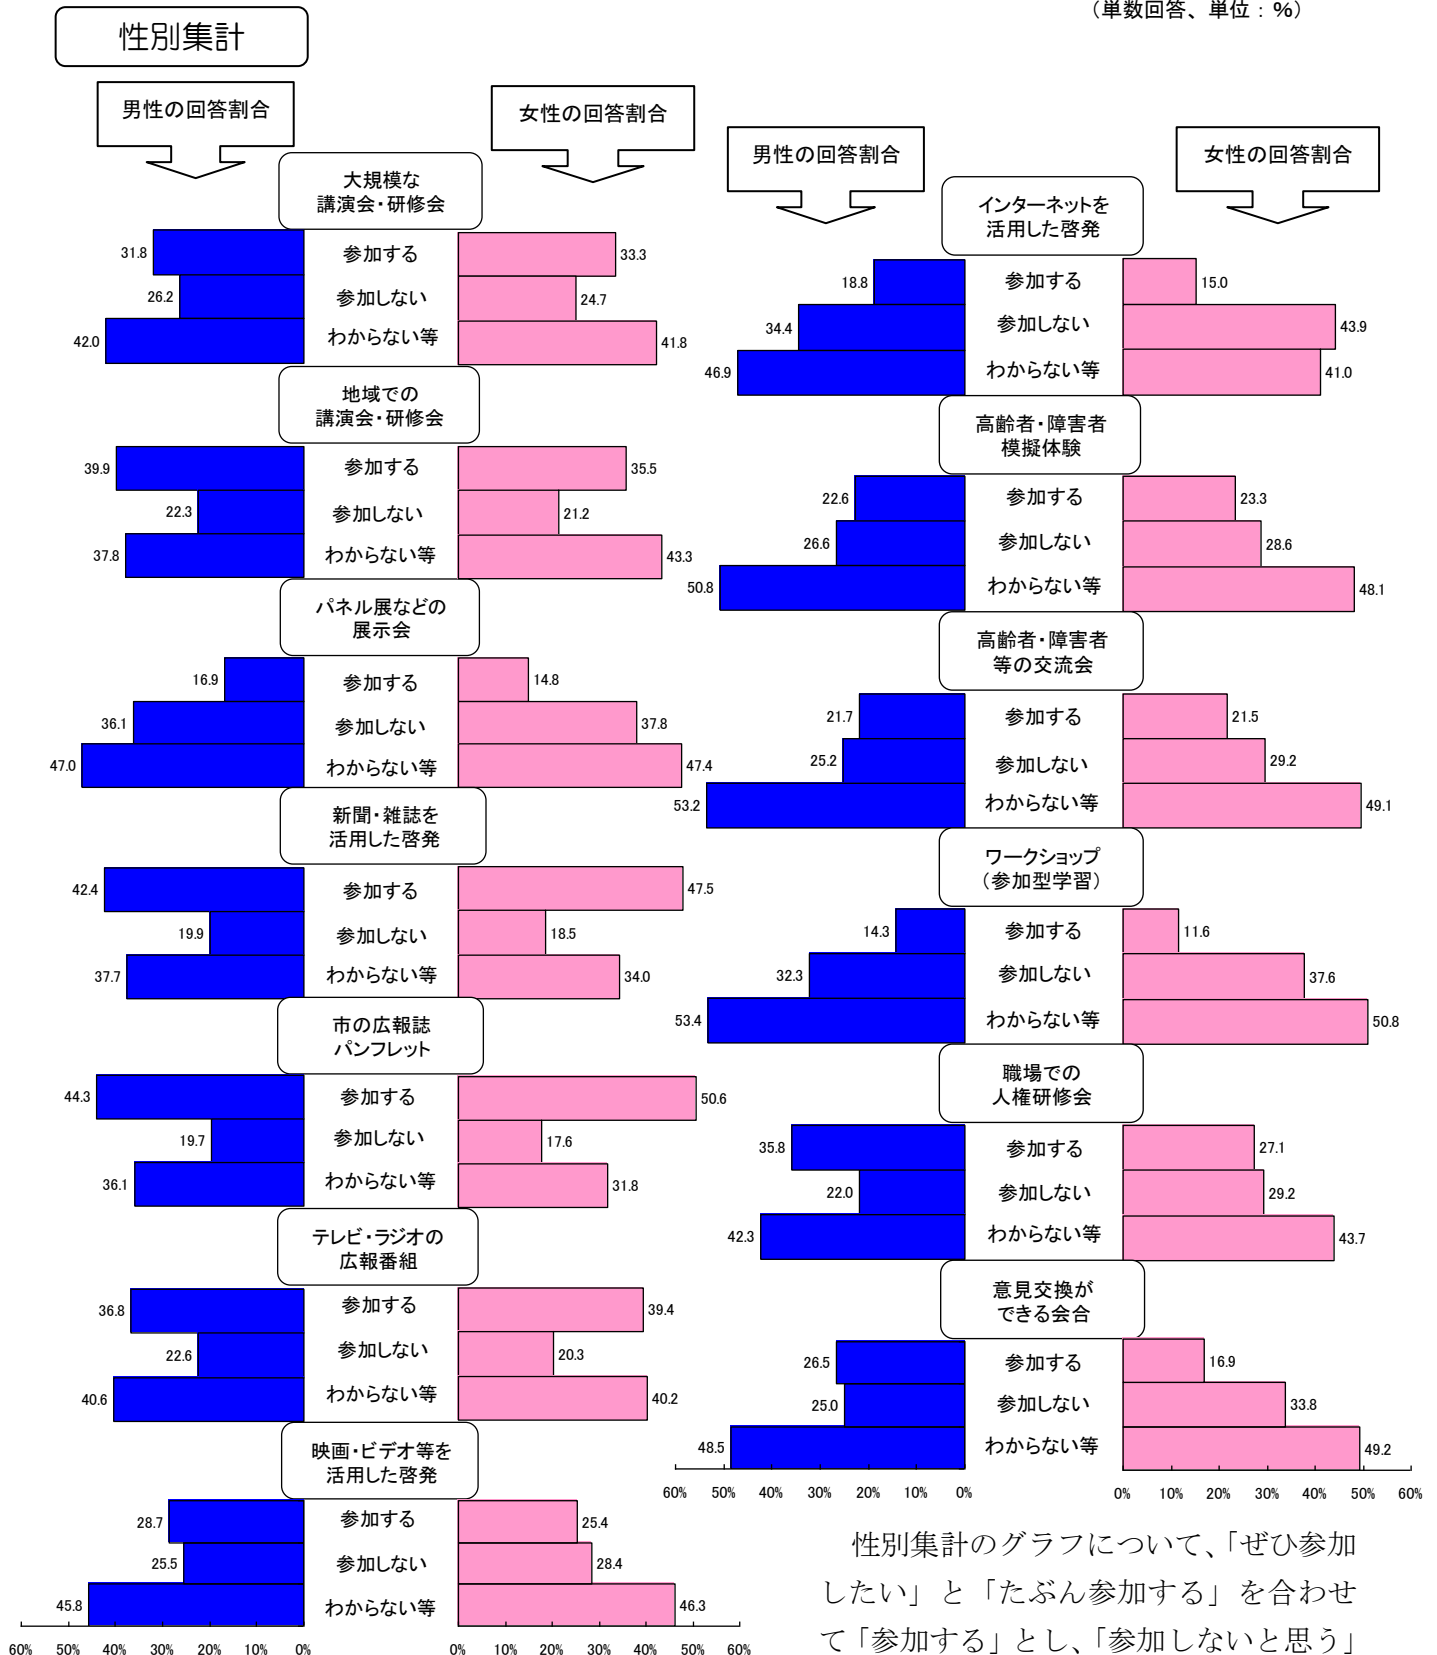 （単数回答、単位：%）
性別集計
男性の回答割合
女性の回答割合
大規模な
講演会・研修会
31.8 参加する 33.3
26.2 参加しない 24.7
42.0 わからない等 41.8
地域での
講演会・研修会
39.9 参加する 35.5
22.3 参加しない 21.2
37.8 わからない等 43.3
パネル展などの
展示会
16.9 参加する 14.8
36.1 参加しない 37.8
47.0 わからない等 47.4
新聞・雑誌を
活用した啓発
42.4 参加する 47.5
19.9 参加しない 18.5
37.7 わからない等 34.0
市の広報誌
パンフレット
44.3 参加する 50.6
19.7 参加しない 17.6
36.1 わからない等 31.8
テレビ・ラジオの
広報番組
36.8 参加する 39.4
22.6 参加しない 20.3
40.6 わからない等 40.2
映画・ビデオ等を
活用した啓発
28.7 参加する 25.4
25.5 参加しない 28.4
45.8 わからない等 46.3
60% 50% 40% 30% 20% 10% 0% 0% 10% 20% 30% 40% 50% 60%
男性の回答割合
女性の回答割合
インターネットを
活用した啓発
18.8 参加する 15.0
34.4 参加しない 43.9
46.9 わからない等 41.0
高齢者・障害者
模擬体験
22.6 参加する 23.3
26.6 参加しない 28.6
50.8 わからない等 48.1
高齢者・障害者
等の交流会
21.7 参加する 21.5
25.2 参加しない 29.2
53.2 わからない等 49.1
ワークショップ
（参加型学習）
14.3 参加する 11.6
32.3 参加しない 37.6
53.4 わからない等 50.8
職場での
人権研修会
35.8 参加する 27.1
22.0 参加しない 29.2
42.3 わからない等 43.7
意見交換が
できる会合
26.5 参加する 16.9
25.0 参加しない 33.8
48.5 わからない等 49.2
60% 50% 40% 30% 20% 10% 0% 0% 10% 20% 30% 40% 50% 60%
性別集計のグラフについて、「ぜひ参加
したい」と「たぶん参加する」を合わせ
て「参加する」とし、「参加しないと思う」